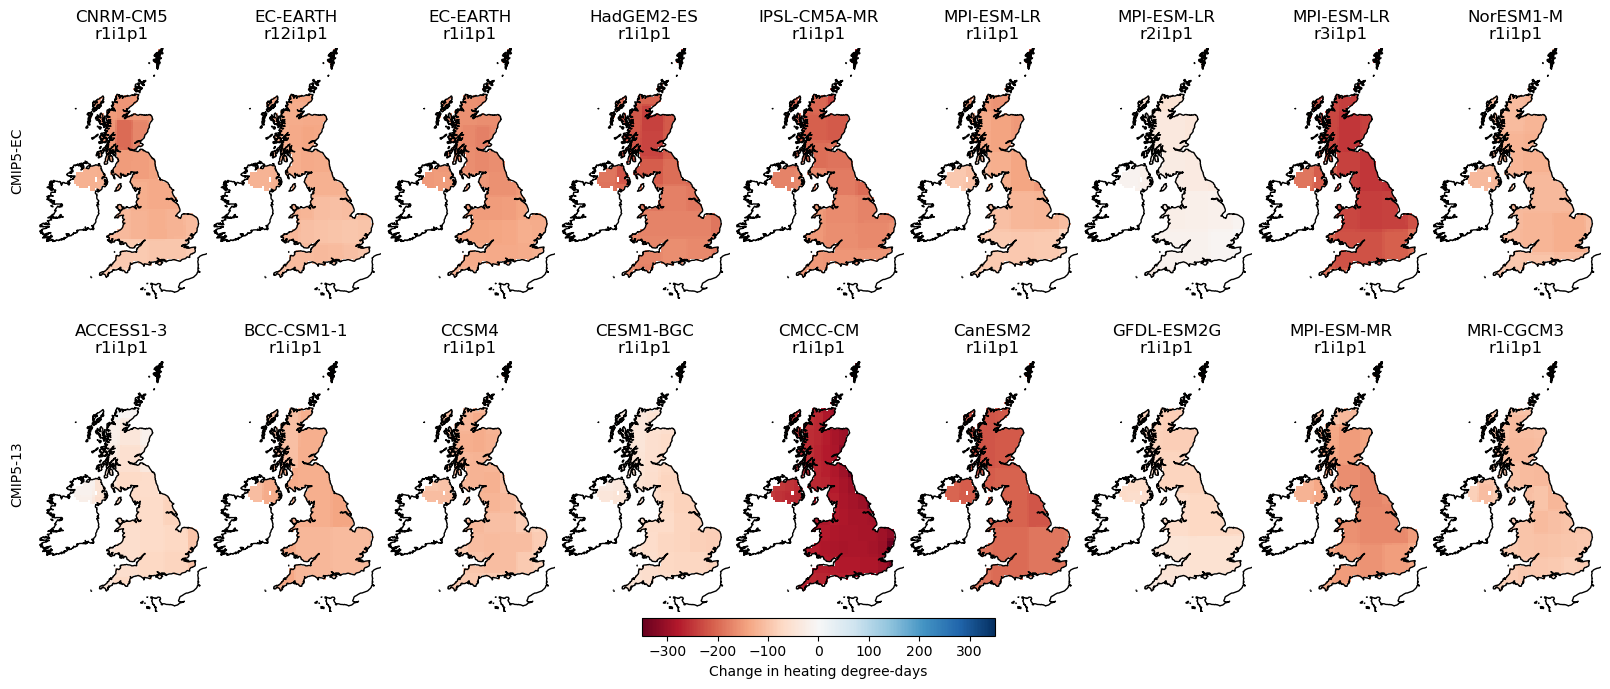 CNRM-CM5
r1i1p1
EC-EARTH
r12i1p1
EC-EARTH
r1i1p1
HadGEM2-ES
r1i1p1
IPSL-CM5A-MR
r1i1p1
MPI-ESM-LR
r1i1p1
MPI-ESM-LR
r2i1p1
MPI-ESM-LR
r3i1p1
NorESM1-M
r1i1p1
CMIP5-EC
ACCESS1-3
r1i1p1
BCC-CSM1-1
r1i1p1
CCSM4
r1i1p1
CESM1-BGC
r1i1p1
CMCC-CM
r1i1p1
CanESM2
r1i1p1
GFDL-ESM2G
r1i1p1
MPI-ESM-MR
r1i1p1
MRI-CGCM3
r1i1p1
CMIP5-13
−300 −200 −100 0 100 200 300
Change in heating degree-days